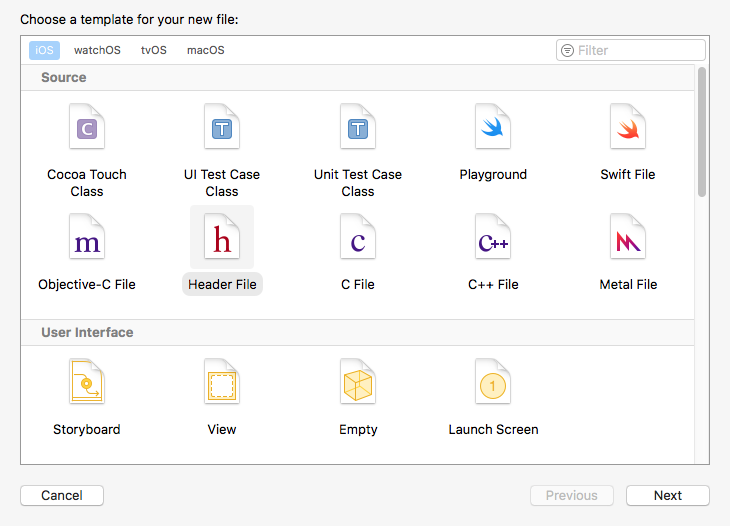 Choose a template for your new file:
iOS watchOS tvOS macOS Filter
Source
C T T
Cocoa Touch Class
UI Test Case Class
Unit Test Case Class
Playground
Swift File
m h c C++
Objective-C File Header File C File C++ File Metal File
User Interface
1
Storyboard View Empty Launch Screen
Cancel Previous Next